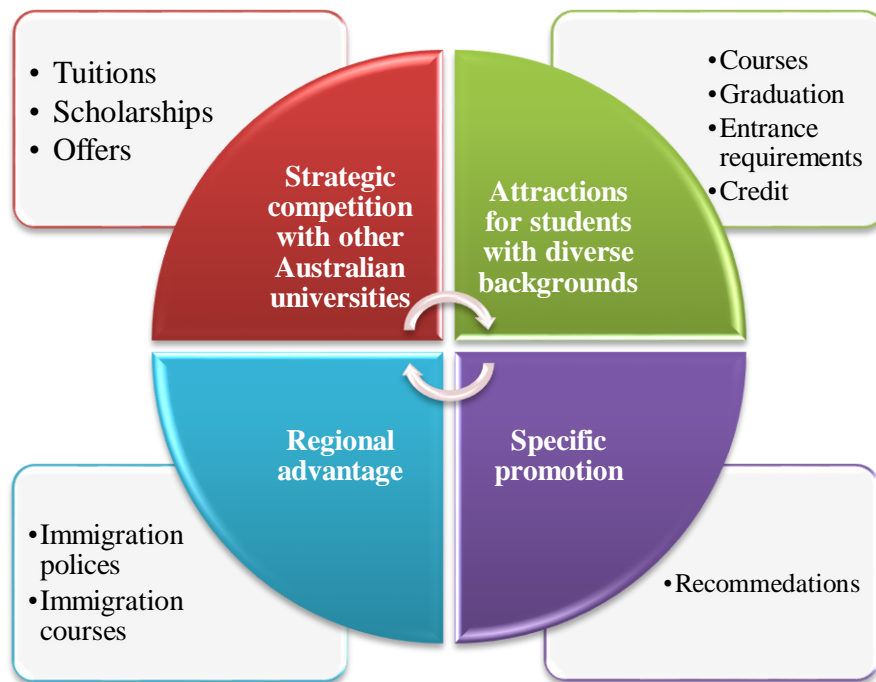 • Tuitions
• Scholarships
• Offers
• Courses
• Graduation
• Entrance
requirements
• Credit
Strategic
competition
with other
Australian
universities
Attractions
for students
with diverse
backgrounds
Regional
advantage
Specific
promotion
• Immigration
polices
• Immigration
courses
• Recommedations